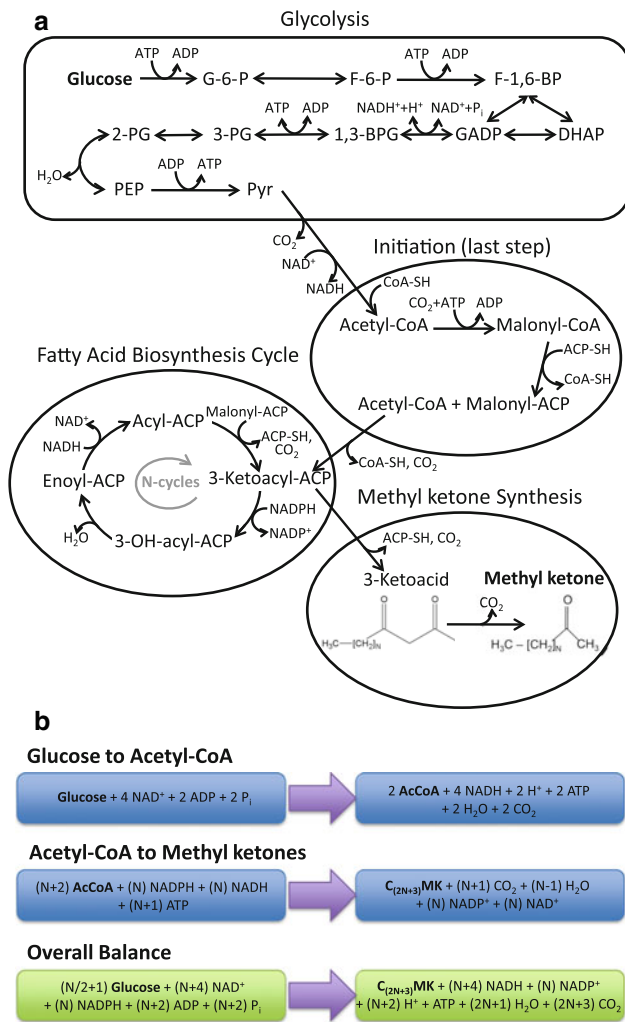 a
Glycolysis
ATP ADP ATP ADP
Glucose G-6-P F-6-P F-1,6-BP
ATP ADP NADH⁺+H⁺ NAD⁺+Pᵢ
2-PG 3-PG 1,3-BPG GADP DHAP
H₂O
ADP ATP
PEP Pyr
CO₂
NAD⁺
NADH
Initiation (last step)
CoA-SH
CO₂+ATP ADP
Acetyl-CoA Malonyl-CoA
ACP-SH
CoA-SH
Acetyl-CoA + Malonyl-ACP
CoA-SH, CO₂
Fatty Acid Biosynthesis Cycle
NAD⁺ Acyl-ACP Malonyl-ACP
NADH ACP-SH,
CO₂
Enoyl-ACP N-cycles 3-Ketoacyl-ACP
NADPH
H₂O 3-OH-acyl-ACP NADP⁺
Methyl ketone Synthesis
ACP-SH, CO₂
3-Ketoacid Methyl ketone
O O CO₂ O
H₃C—[CH₂]N H₃C – [CH₂]N CH₃
b
Glucose to Acetyl-CoA
Glucose + 4 NAD⁺ + 2 ADP + 2 Pᵢ
2 AcCoA + 4 NADH + 2 H⁺ + 2 ATP
+ 2 H₂O + 2 CO₂
Acetyl-CoA to Methyl ketones
(N+2) AcCoA + (N) NADPH + (N) NADH
+ (N+1) ATP
C₍₂N₊₃₎MK + (N+1) CO₂ + (N-1) H₂O
+ (N) NADP⁺ + (N) NAD⁺
Overall Balance
(N/2+1) Glucose + (N+4) NAD⁺
+ (N) NADPH + (N+2) ADP + (N+2) Pᵢ
C₍₂N₊₃₎MK + (N+4) NADH + (N) NADP⁺
+ (N+2) H⁺ + ATP + (2N+1) H₂O + (2N+3) CO₂